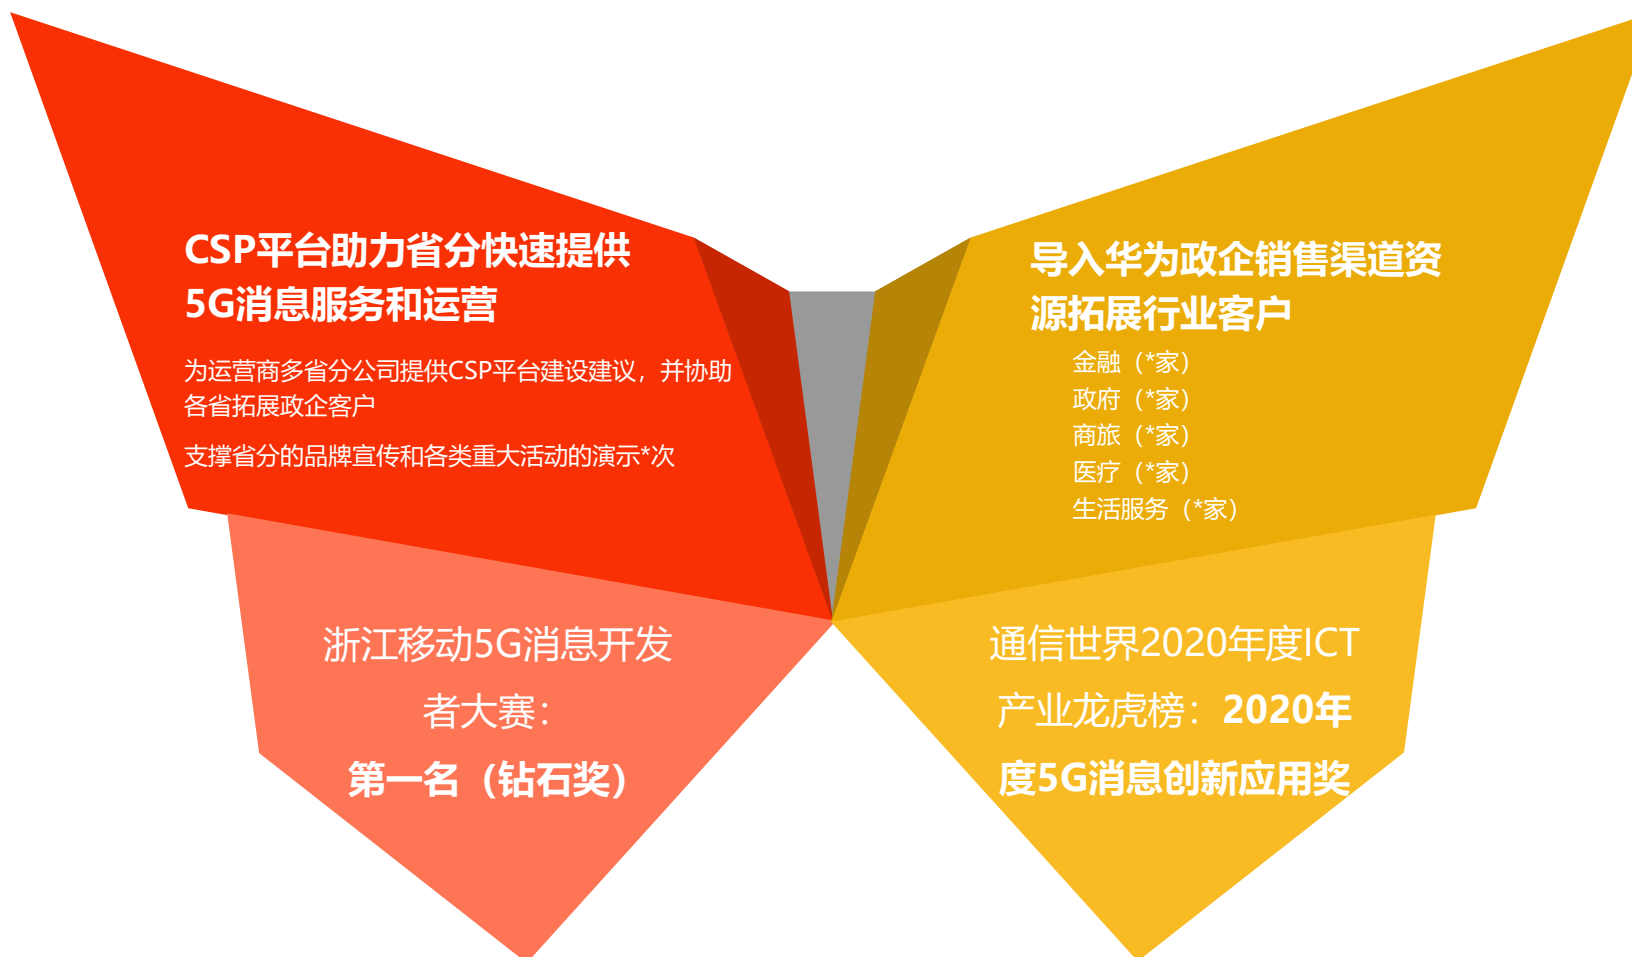 CSP平台助力省分快速提供
5G消息服务和运营
为运营商多省分公司提供CSP平台建设建议，并协助
各省拓展政企客户
支撑省分的品牌宣传和各类重大活动的演示*次
导入华为政企销售渠道资
源拓展行业客户
金融（*家）
政府（*家）
商旅（*家）
医疗（*家）
生活服务（*家）
浙江移动5G消息开发
者大赛：
第一名（钻石奖）
通信世界2020年度ICT
产业龙虎榜：2020年
度5G消息创新应用奖